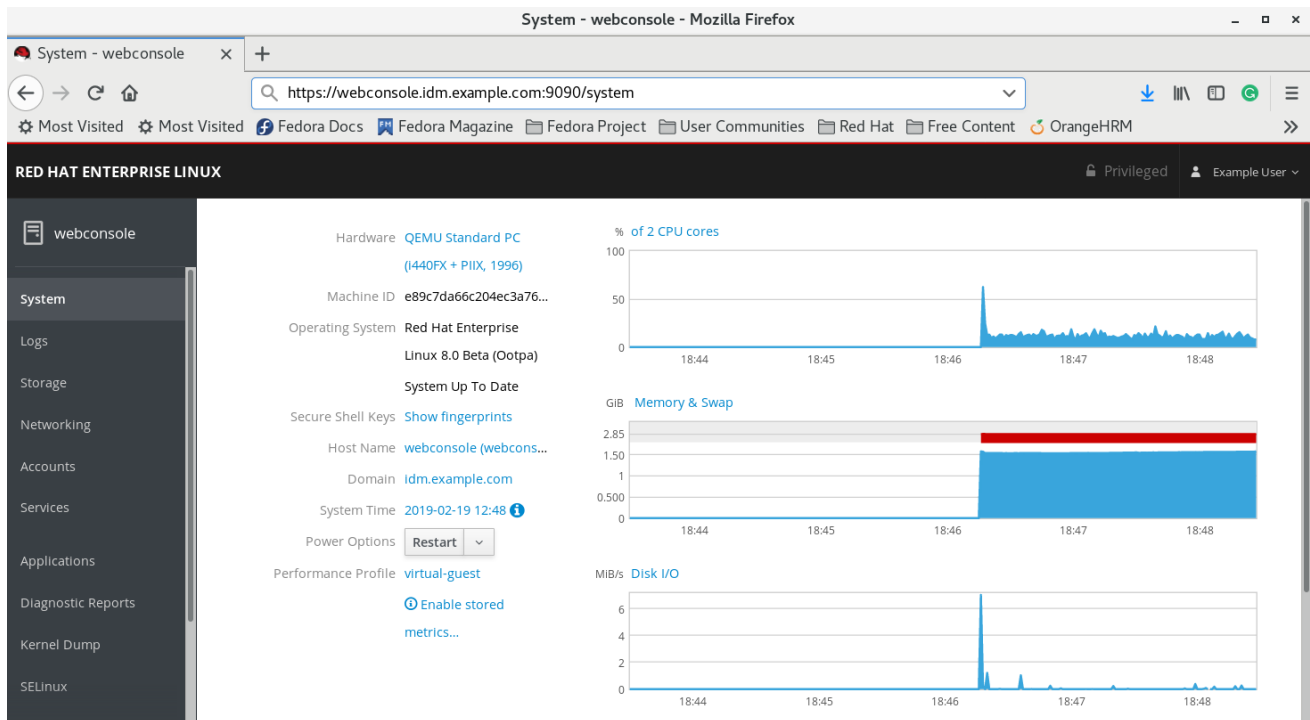 System - webconsole - Mozilla Firefox
System - webconsole
https://webconsole.idm.example.com:9090/system
Most Visited Most Visited Fedora Docs Fedora Magazine Fedora Project User Communities Red Hat Free Content OrangeHRM
RED HAT ENTERPRISE LINUX
Privileged Example User
webconsole
System
Logs
Storage
Networking
Accounts
Services
Applications
Diagnostic Reports
Kernel Dump
SELinux
Hardware QEMU Standard PC
(i440FX + PIIX, 1996)
Machine ID e89c7da66c204ec3a76...
Operating System Red Hat Enterprise
Linux 8.0 Beta (Ootpa)
System Up To Date
Secure Shell Keys Show fingerprints
Host Name webconsole (webcons...
Domain idm.example.com
System Time 2019-02-19 12:48
Power Options Restart
Performance Profile virtual-guest
Enable stored
metrics...
% of 2 CPU cores
100
50
0
18:44 18:45 18:46 18:47 18:48
GiB Memory & Swap
2.85
1.50
1
0.500
0
18:44 18:45 18:46 18:47 18:48
MiB/s Disk I/O
6
4
2
0
18:44 18:45 18:46 18:47 18:48